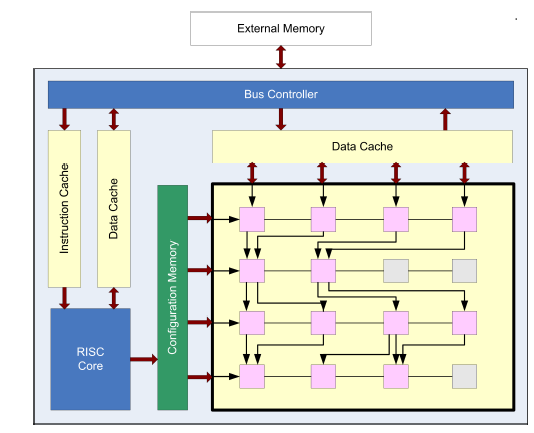 External Memory
Bus Controller
Data Cache
Instruction Cache
Data Cache
Configuration Memory
RISC
Core